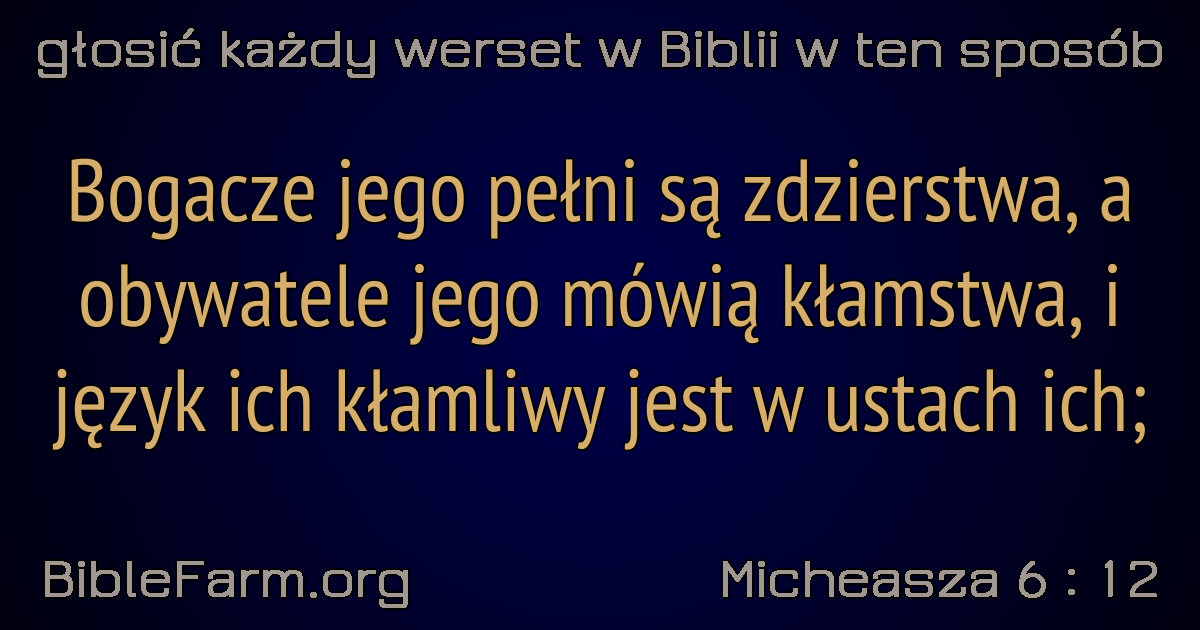 głosić każdy werset w Biblii w ten sposób
Bogacze jego pełni są zdzierstwa, a
obywatele jego mówią kłamstwa, i
język ich kłamliwy jest w ustach ich;
BibleFarm.org
Micheasza 6 : 12